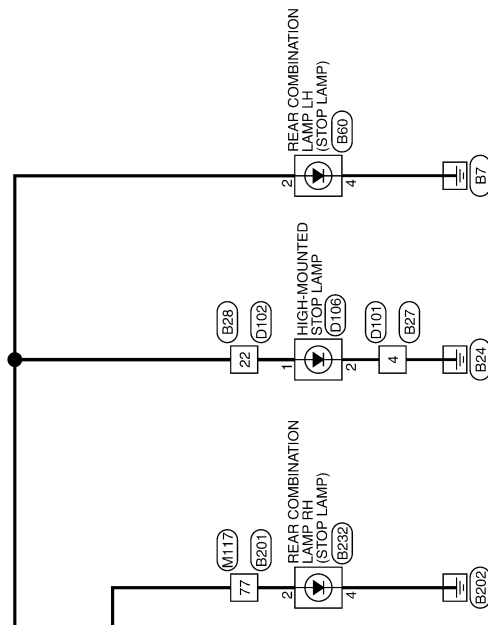 REAR COMBINATION
LAMP LH
(STOP LAMP)
B60
2
4
B7
HIGH-MOUNTED
STOP LAMP
D106
B28
D102
22
1
2
D101
B27
4
B24
REAR COMBINATION
LAMP RH
(STOP LAMP)
B232
M117
B201
77
2
4
B202